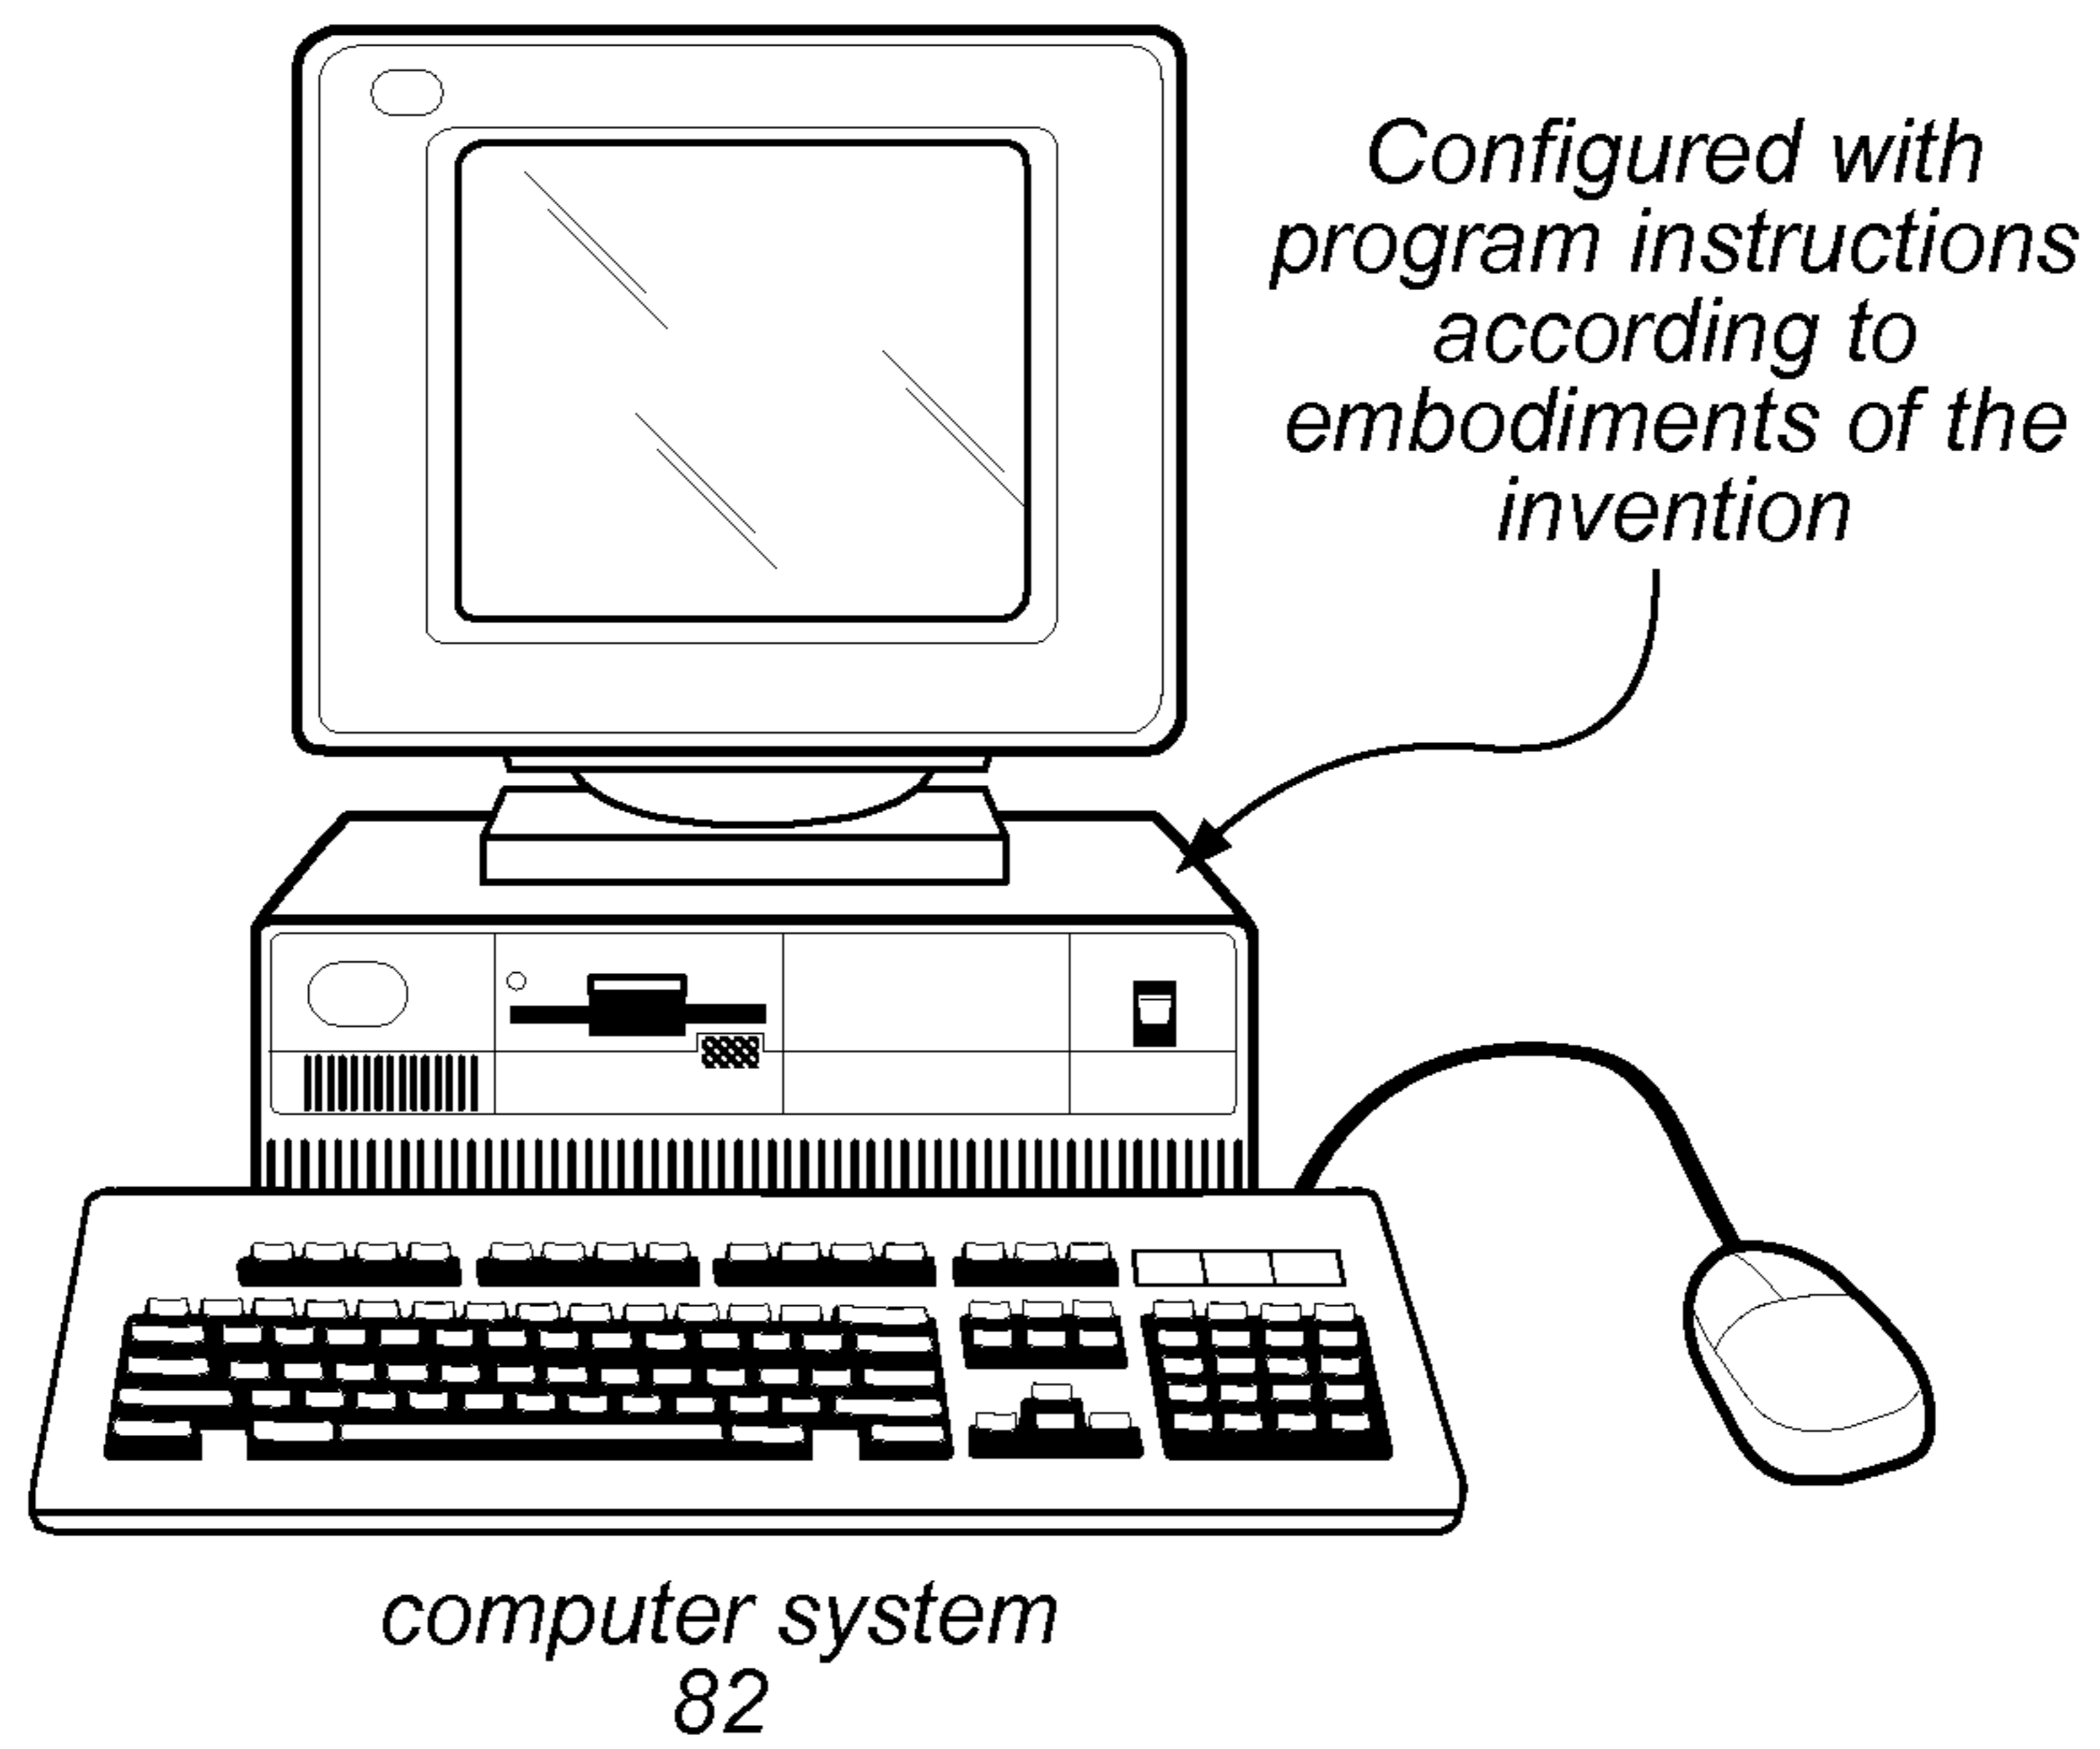 Configured with
program instructions
according to
embodiments of the
invention
computer system
82